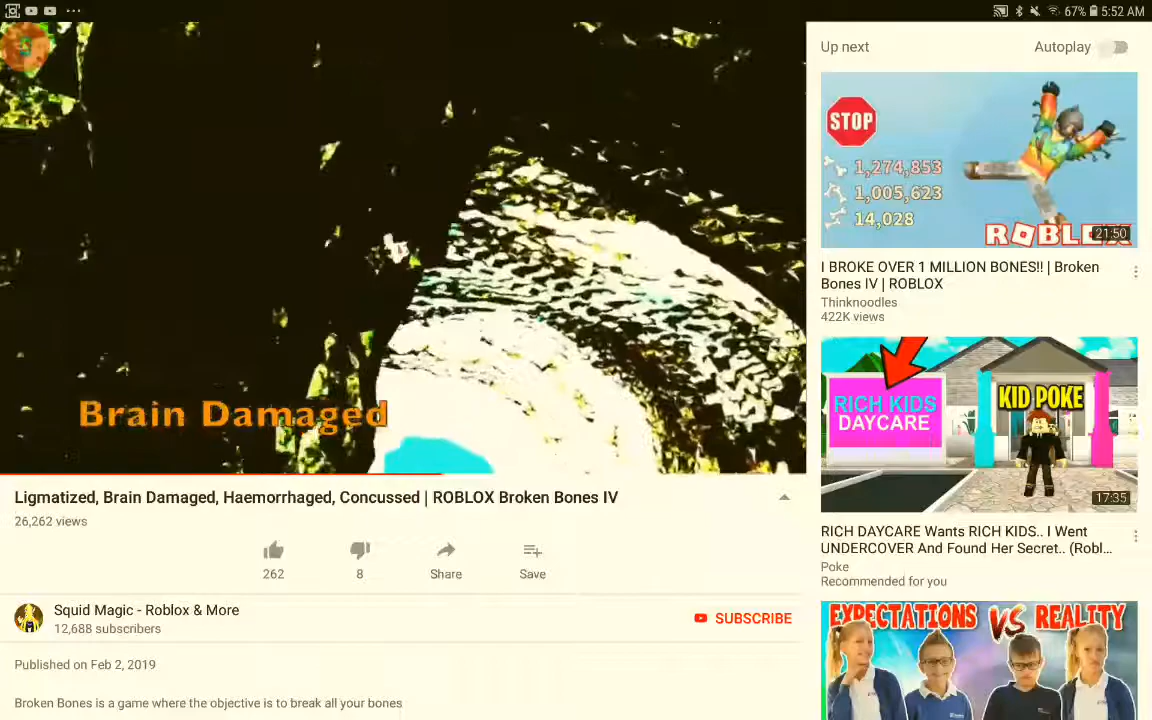 67% 5:52 AM
Brain Damaged
Ligmatized, Brain Damaged, Haemorrhaged, Concussed | ROBLOX Broken Bones IV
26,262 views
262
8
Share
Save
Squid Magic - Roblox & More
12,688 subscribers
SUBSCRIBE
Published on Feb 2, 2019
Broken Bones is a game where the objective is to break all your bones
Up next
Autoplay
STOP
1,274,853
1,005,623
14,028
ROBLOX
21:50
I BROKE OVER 1 MILLION BONES!! | Broken
Bones IV | ROBLOX
Thinknoodles
422K views
RICH KIDS
DAYCARE
KID POKE
17:35
RICH DAYCARE Wants RICH KIDS.. I Went
UNDERCOVER And Found Her Secret.. (Robl...
Poke
Recommended for you
EXPECTATIONS VS REALITY